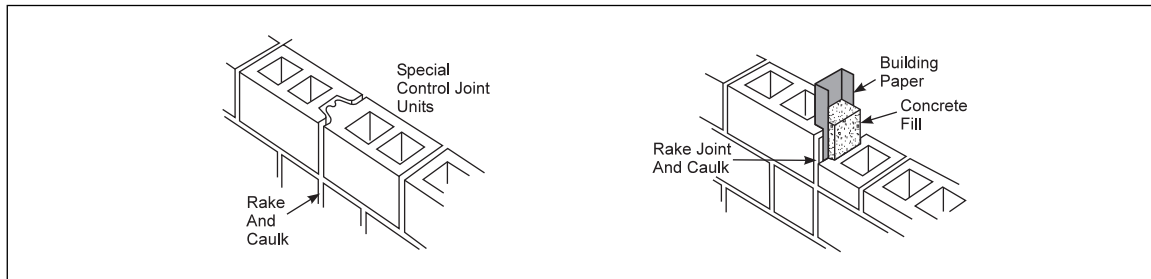 Special
Control Joint
Units
Rake
And
Caulk
Building
Paper
Concrete
Fill
Rake Joint
And Caulk